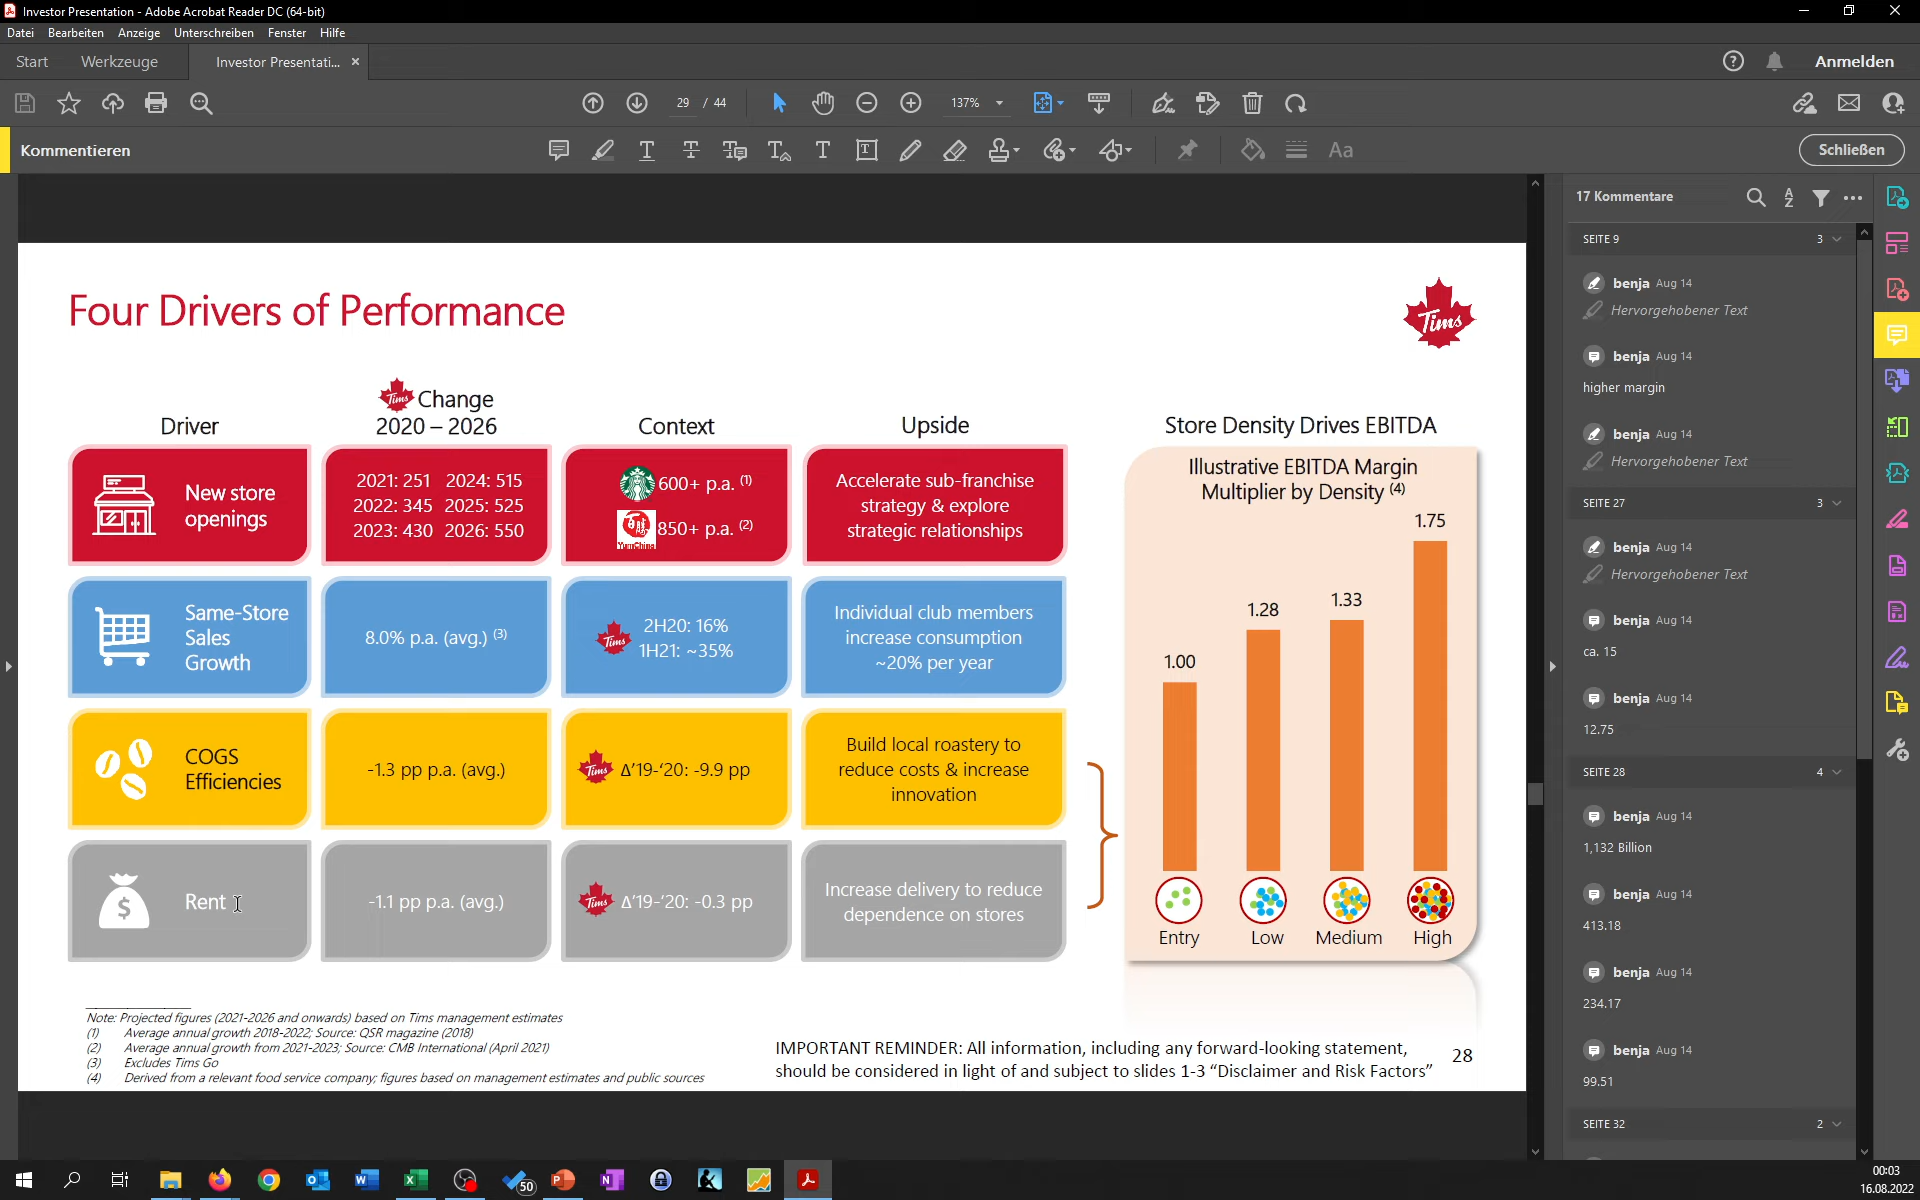 Investor Presentation - Adobe Acrobat Reader DC (64-bit)
Datei Bearbeiten Anzeige Unterschreiben Fenster Hilfe
Start Werkzeuge Investor Presentati... × Anmelden
29 / 44 137%
Kommentieren Schließen
Four Drivers of Performance
Tims
Driver
Tims Change
2020 – 2026
Context
Upside
New store
openings
2021: 251 2024: 515
2022: 345 2025: 525
2023: 430 2026: 550
600+ p.a. (1)
YumChina 850+ p.a. (2)
Accelerate sub-franchise
strategy & explore
strategic relationships
Same-Store
Sales
Growth
8.0% p.a. (avg.) (3)
Tims
2H20: 16%
1H21: ~35%
Individual club members
increase consumption
~20% per year
COGS
Efficiencies
-1.3 pp p.a. (avg.)
Tims Δ’19-‘20: -9.9 pp
Build local roastery to
reduce costs & increase
innovation
$ Rent
-1.1 pp p.a. (avg.)
Tims Δ’19-‘20: -0.3 pp
Increase delivery to reduce
dependence on stores
Store Density Drives EBITDA
Illustrative EBITDA Margin
Multiplier by Density (4)
1.00
1.28
1.33
1.75
Entry Low Medium High
Note: Projected figures (2021-2026 and onwards) based on Tims management estimates
(1) Average annual growth 2018-2022; Source: QSR magazine (2018)
(2) Average annual growth from 2021-2023; Source: CMB International (April 2021)
(3) Excludes Tims Go
(4) Derived from a relevant food service company; figures based on management estimates and public sources
IMPORTANT REMINDER: All information, including any forward-looking statement,
should be considered in light of and subject to slides 1-3 “Disclaimer and Risk Factors”
28
17 Kommentare
SEITE 9 3
benja Aug 14
Hervorgehobener Text
benja Aug 14
higher margin
benja Aug 14
Hervorgehobener Text
SEITE 27 3
benja Aug 14
Hervorgehobener Text
benja Aug 14
ca. 15
benja Aug 14
12.75
SEITE 28 4
benja Aug 14
1,132 Billion
benja Aug 14
413.18
benja Aug 14
234.17
benja Aug 14
99.51
SEITE 32 2
50
00:03
16.08.2022